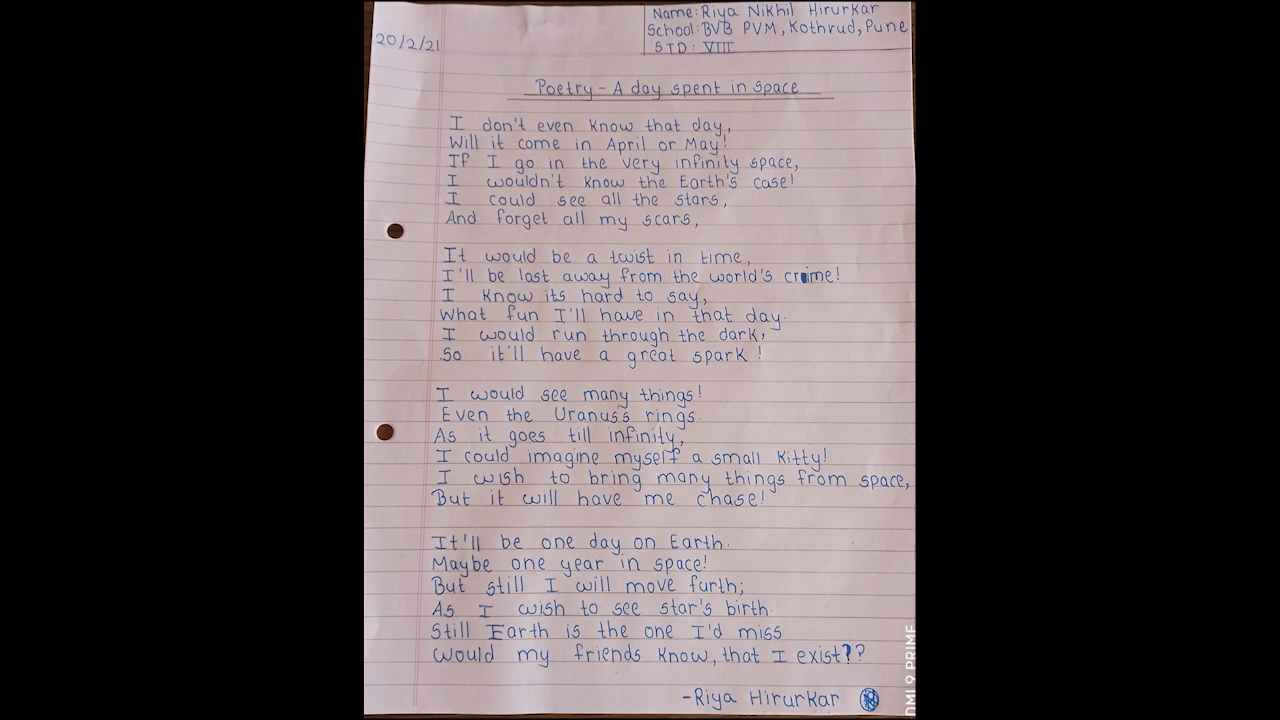 Name: Riya Nikhil Hirurkar
School: BVB PVM, Kothrud, Pune
20/2/21
STD: VIII
Poetry - A day spent in space
I don't even know that day,
Will it come in April or May!
If I go in the very infinity space,
I wouldn't know the Earth's case!
I could see all the stars,
And forget all my scars,
It would be a twist in time,
I'll be last away from the world's crime!
I know its hard to say,
What fun I'll have in that day.
I would run through the dark,
So it'll have a great spark!
I would see many things!
Even the Uranus's rings.
As it goes till infinity,
I could imagine myself a small kitty!
I wish to bring many things from space,
But it will have me chase!
It'll be one day on Earth.
Maybe one year in space!
But still I will move furth;
As I wish to see star's birth.
Still Earth is the one I'd miss
Would my friends know, that I exist??
-Riya Hirurkar
DMI 9 PRIME